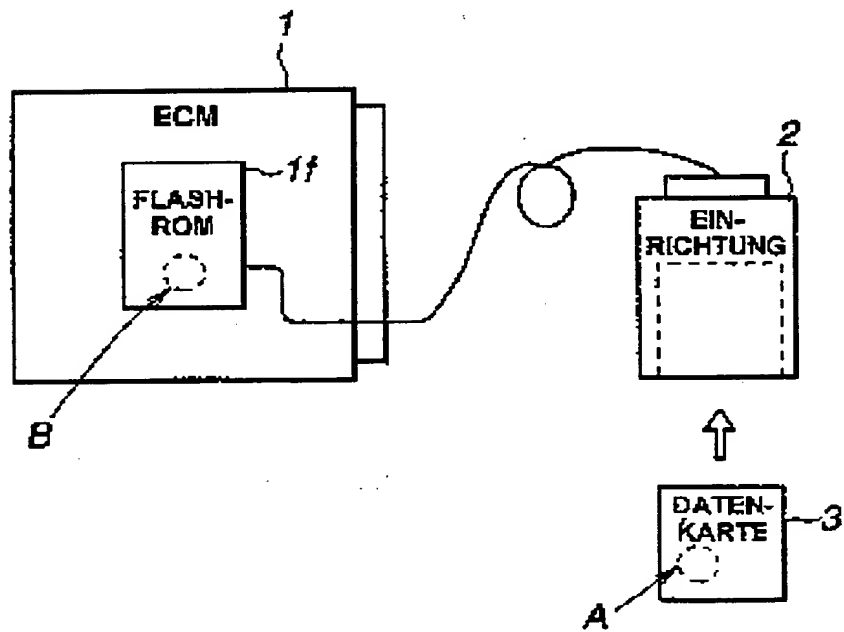 1
ECM
1f
FLASH-
ROM
B
2
EIN-
RICHTUNG
DATEN-
KARTE
3
A